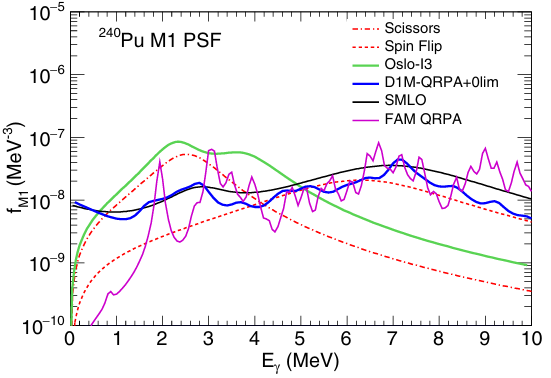 ²⁴⁰Pu M1 PSF
Scissors
Spin Flip
Oslo-I3
D1M-QRPA+0lim
SMLO
FAM QRPA
f_M1 (MeV⁻³)
10⁻⁵
10⁻⁶
10⁻⁷
10⁻⁸
10⁻⁹
10⁻¹⁰
0 1 2 3 4 5 6 7 8 9 10
E_γ (MeV)